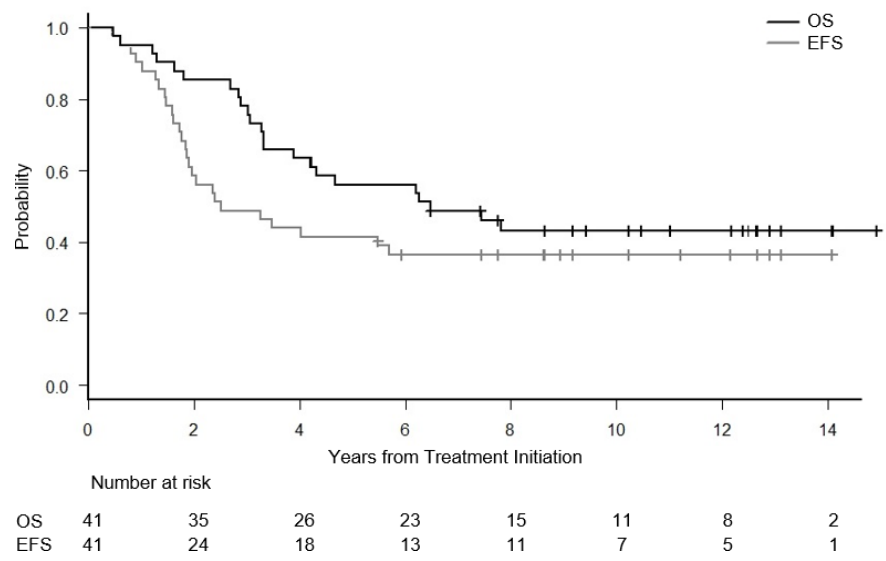 OS
EFS
1.0
0.8
0.6
0.4
0.2
0.0
Probability
0 2 4 6 8 10 12 14
Years from Treatment Initiation
Number at risk
OS 41 35 26 23 15 11 8 2
EFS 41 24 18 13 11 7 5 1